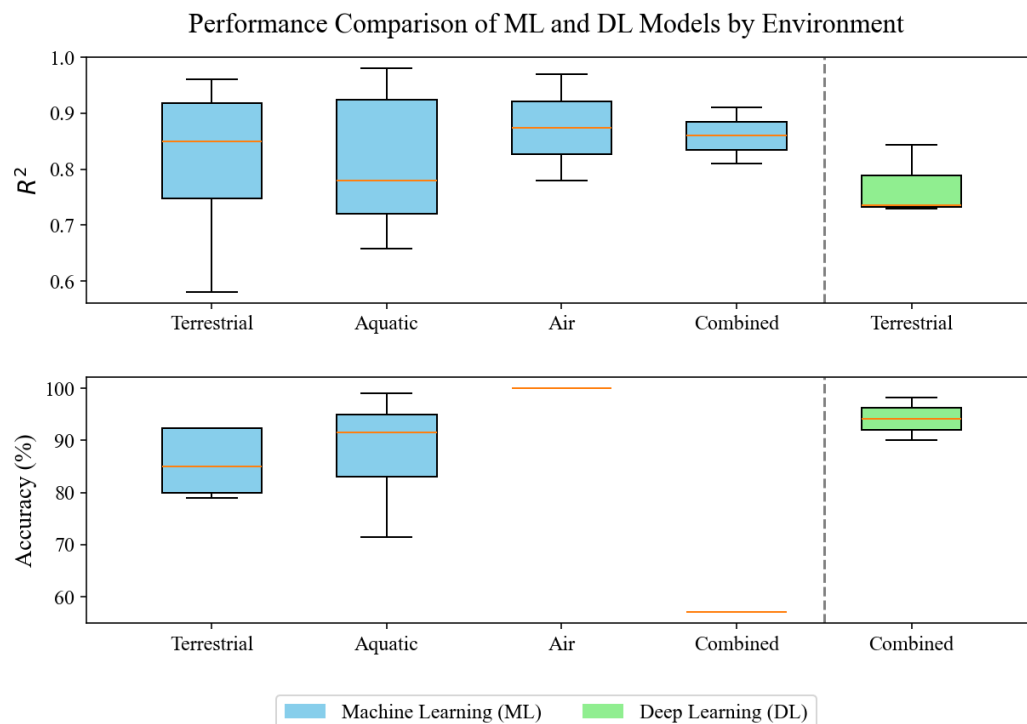 Performance Comparison of ML and DL Models by Environment
1.0
0.9
0.8
0.7
0.6
R²
Terrestrial Aquatic Air Combined Terrestrial
100
90
80
70
60
Accuracy (%)
Terrestrial Aquatic Air Combined Combined
Machine Learning (ML) Deep Learning (DL)